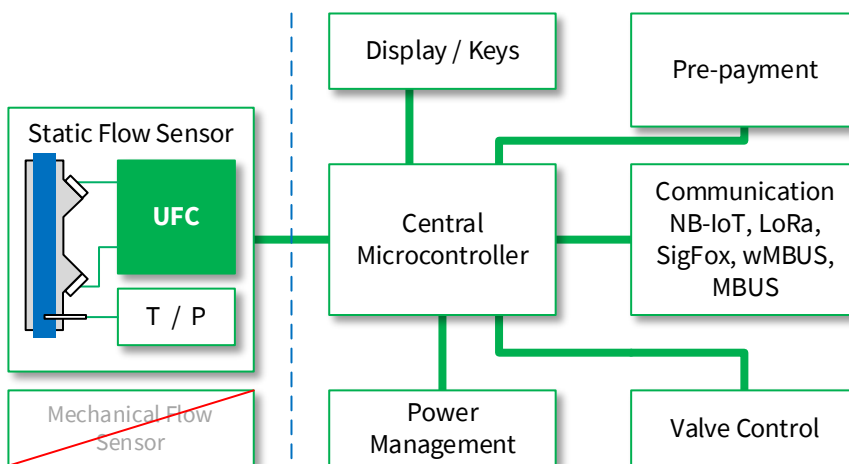 Display / Keys
Pre-payment
Static Flow Sensor
UFC
T / P
Central
Microcontroller
Communication
NB-IoT, LoRa,
SigFox, wMBUS,
MBUS
Mechanical Flow
Sensor
Power
Management
Valve Control